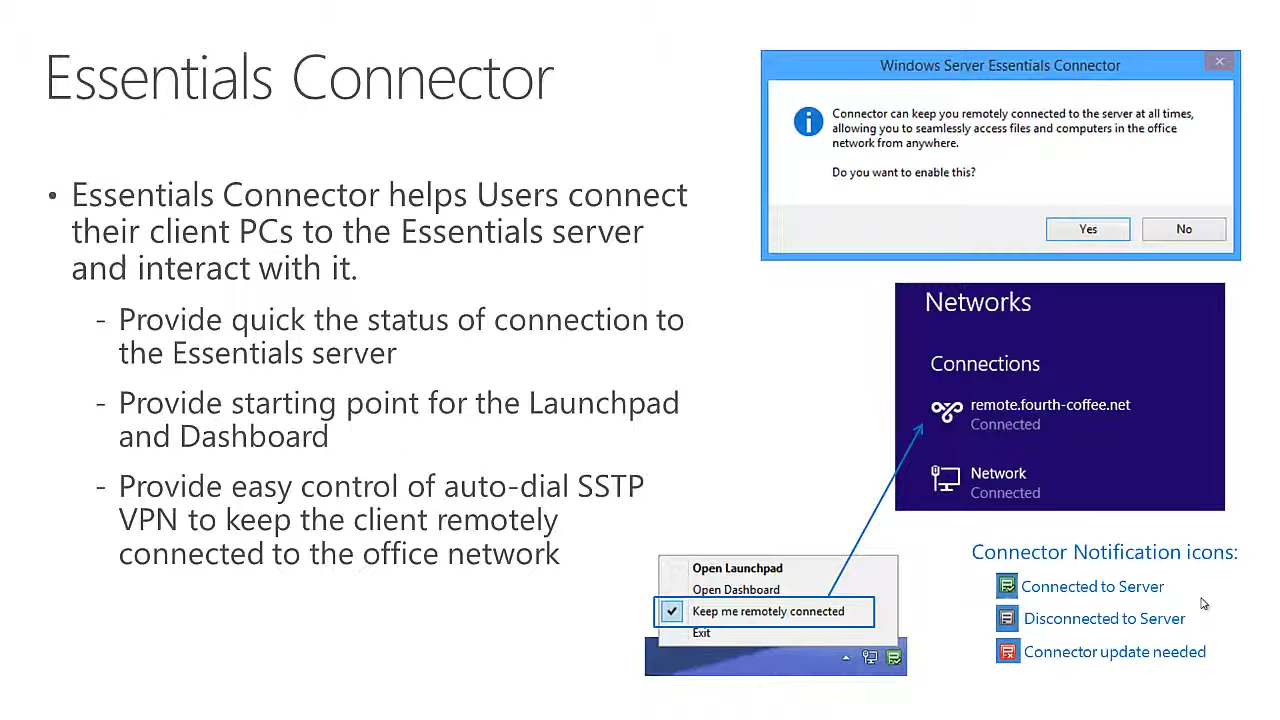 Essentials Connector
• Essentials Connector helps Users connect
their client PCs to the Essentials server
and interact with it.
- Provide quick the status of connection to
the Essentials server
- Provide starting point for the Launchpad
and Dashboard
- Provide easy control of auto-dial SSTP
VPN to keep the client remotely
connected to the office network
Windows Server Essentials Connector
Connector can keep you remotely connected to the server at all times,
allowing you to seamlessly access files and computers in the office
network from anywhere.
Do you want to enable this?
Yes
No
Networks
Connections
remote.fourth-coffee.net
Connected
Network
Connected
Open Launchpad
Open Dashboard
Keep me remotely connected
Exit
Connector Notification icons:
Connected to Server
Disconnected to Server
Connector update needed